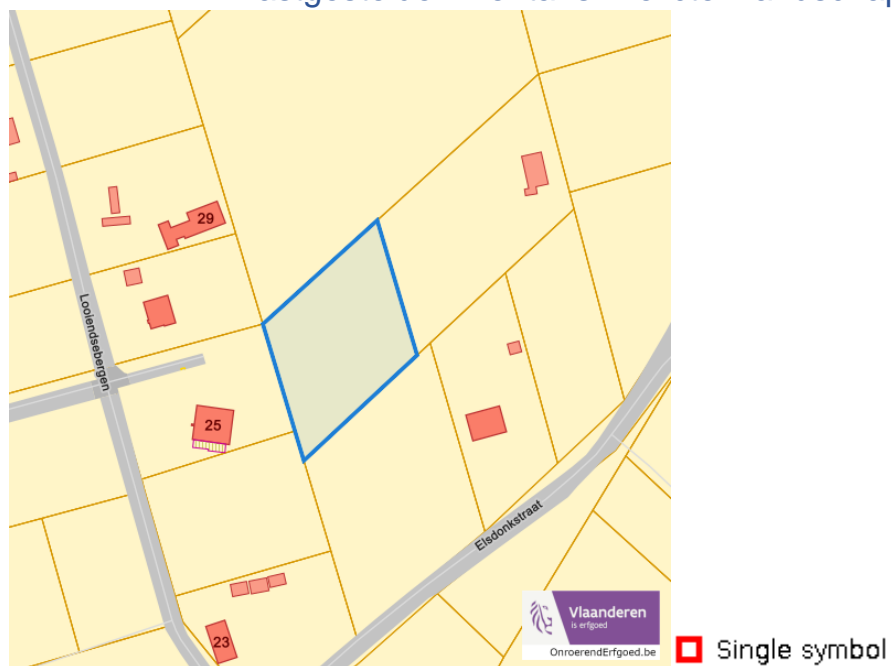 29
Looiendsebergen
25
Elsdonkstraat
23
Vlaanderen
is erfgoed
OnroerendErfgoed.be
Single symbol